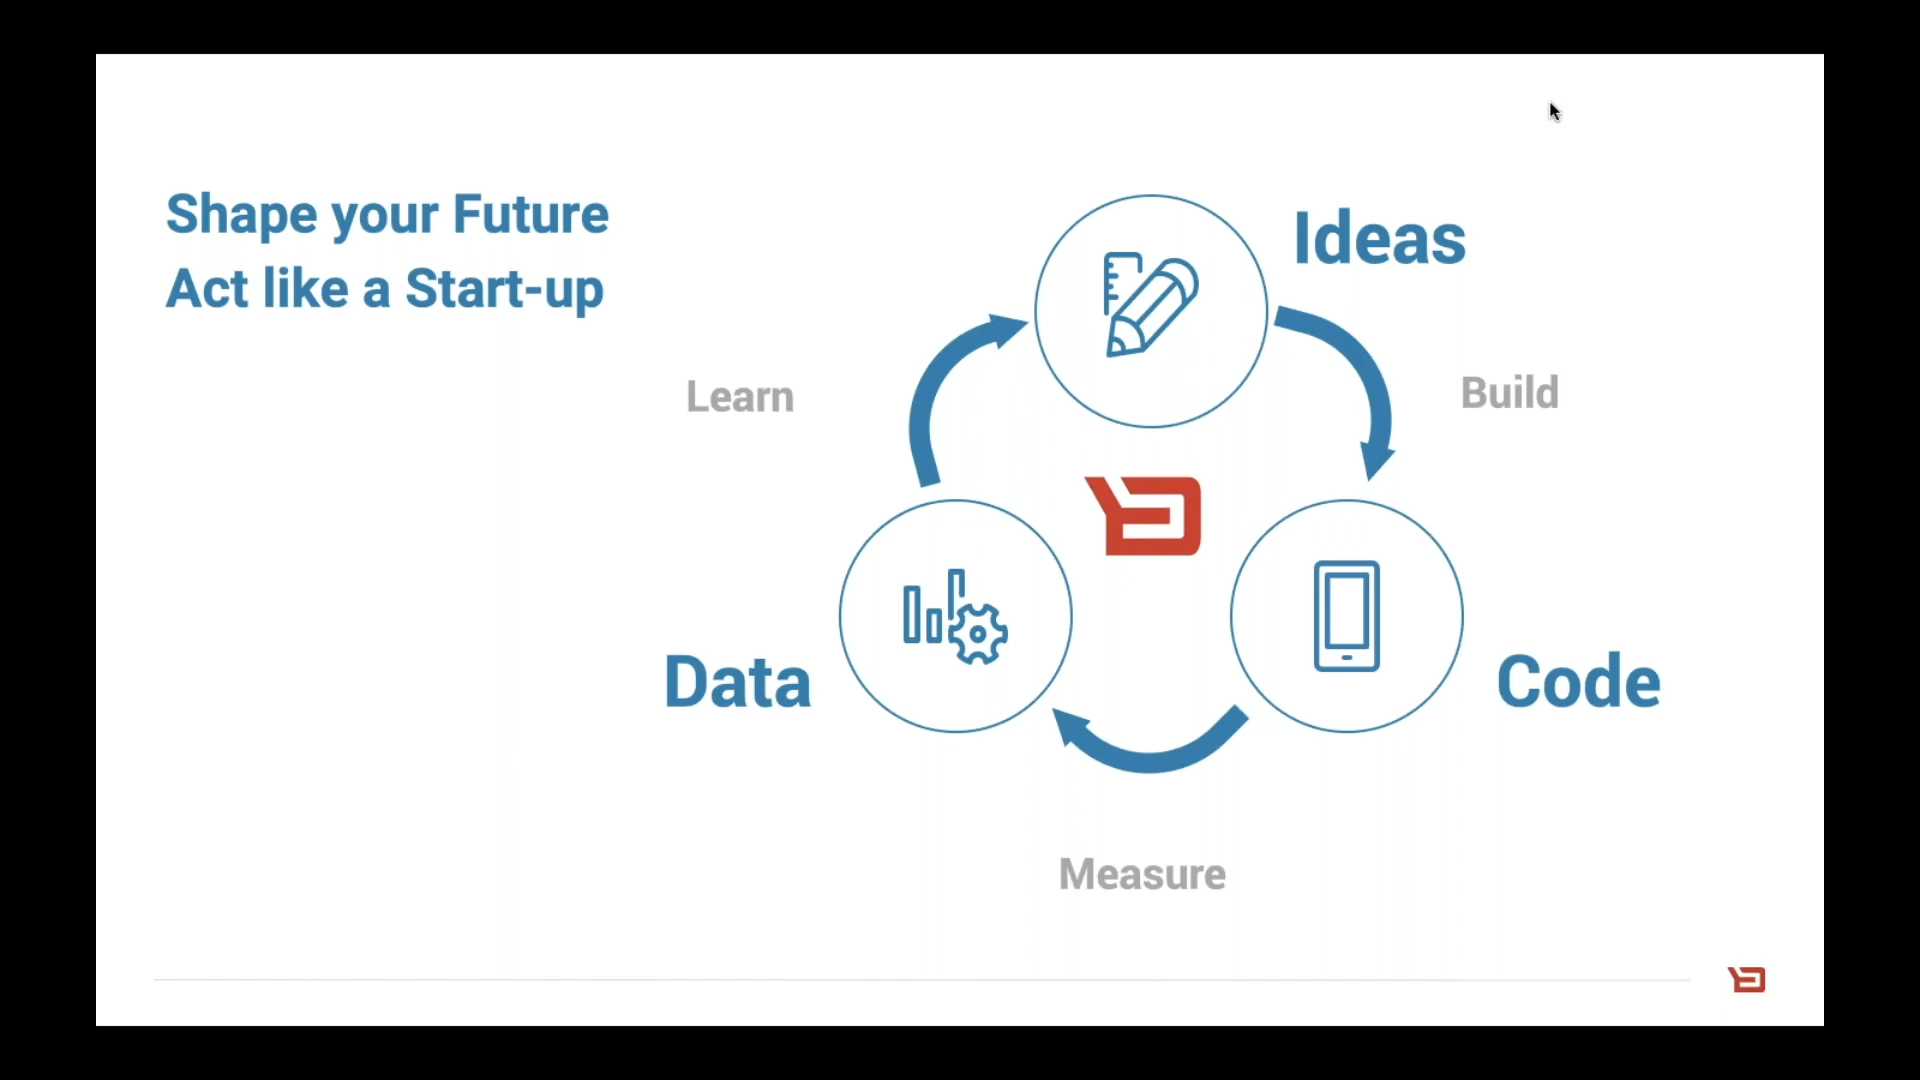 Shape your Future
Act like a Start-up
Ideas
Learn
Build
Data
Code
Measure